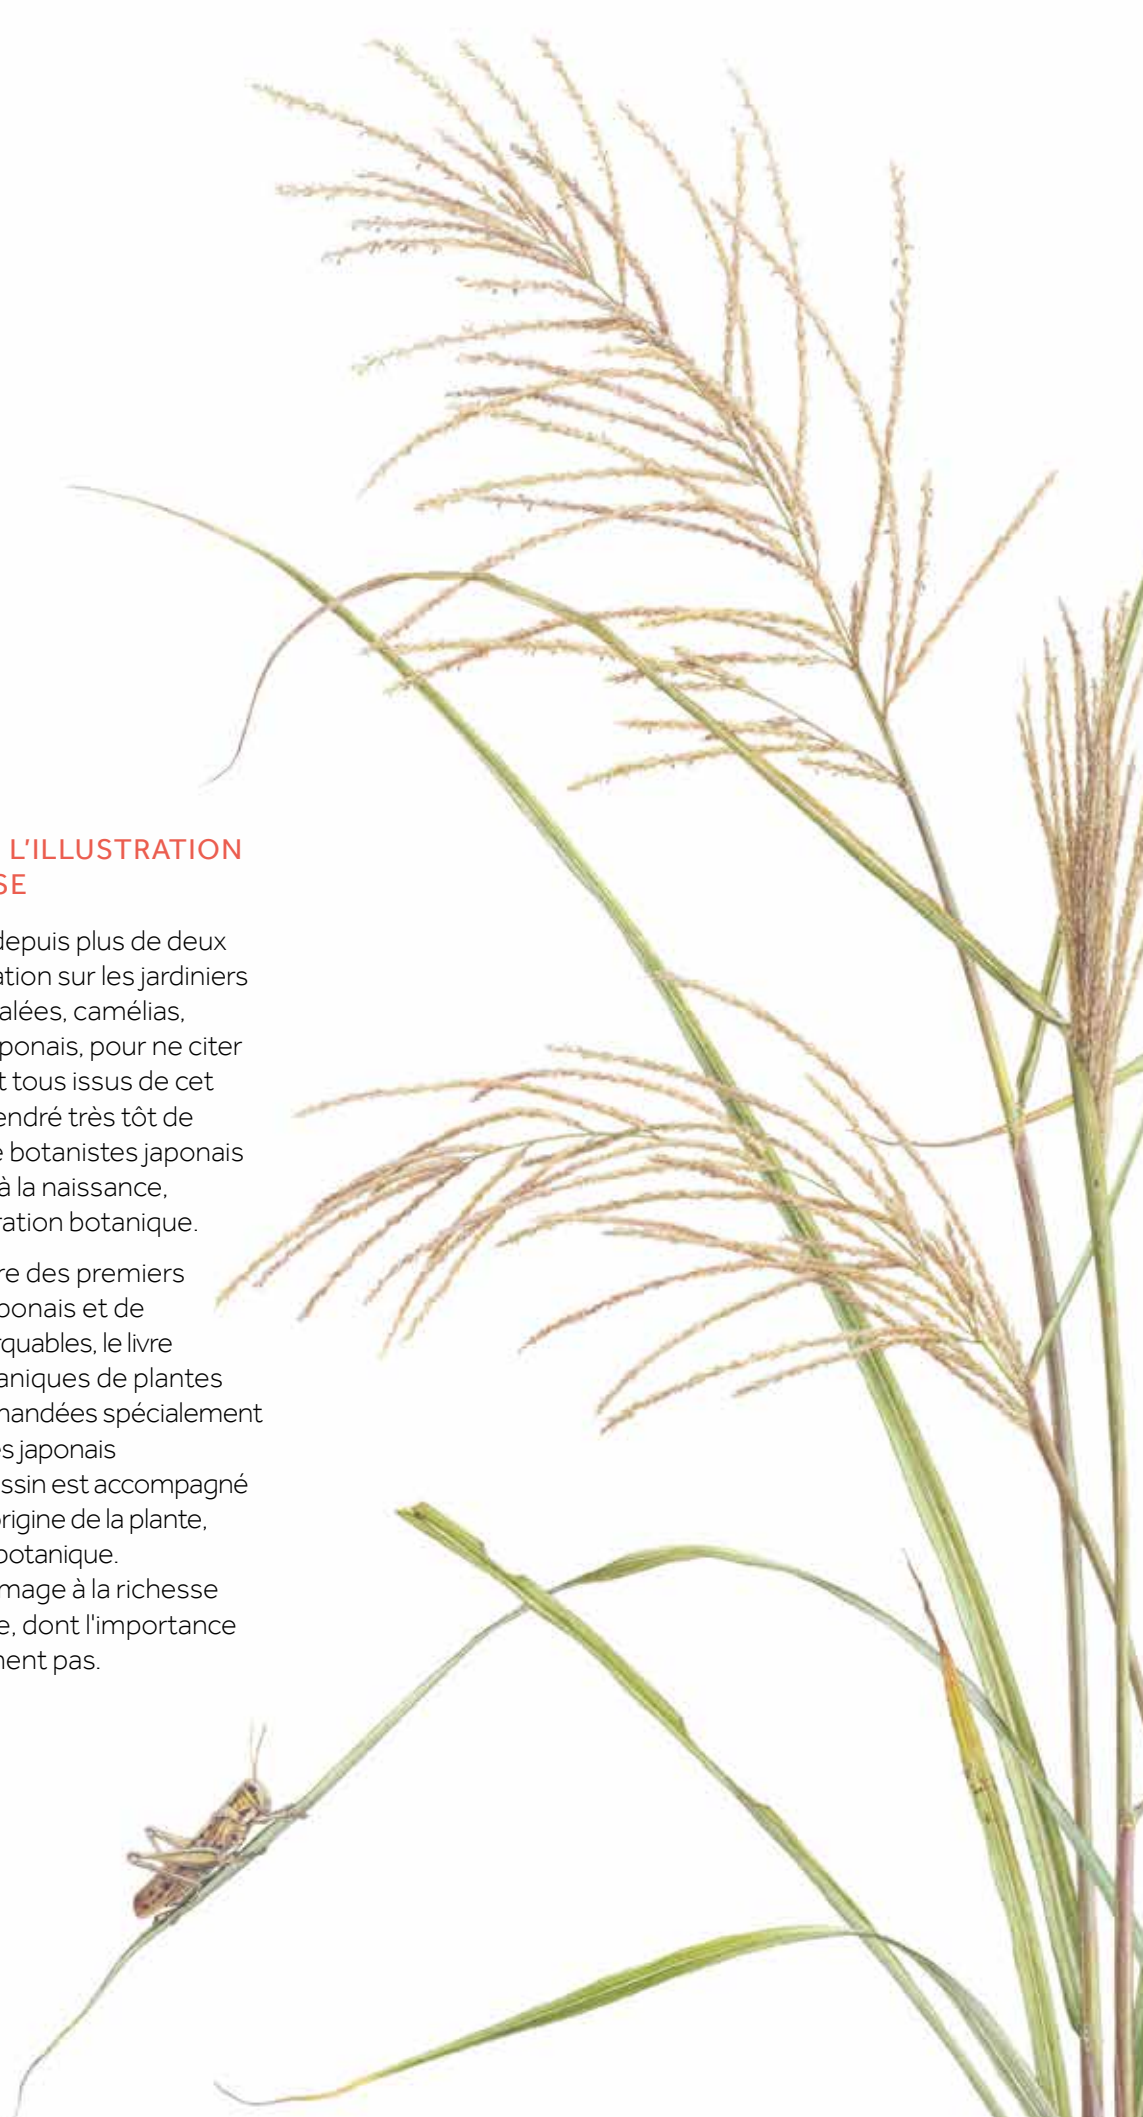 L'ILLUSTRATION
SE
depuis plus de deux
ation sur les jardiniers
alées, camélias,
ponais, pour ne citer
t tous issus de cet
endré très tôt de
e botanistes japonais
à la naissance,
ration botanique.
re des premiers
ponais et de
rquables, le livre
aniques de plantes
mandées spécialement
s japonais
ssin est accompagné
origine de la plante,
botanique.
mage à la richesse
e, dont l'importance
ment pas.